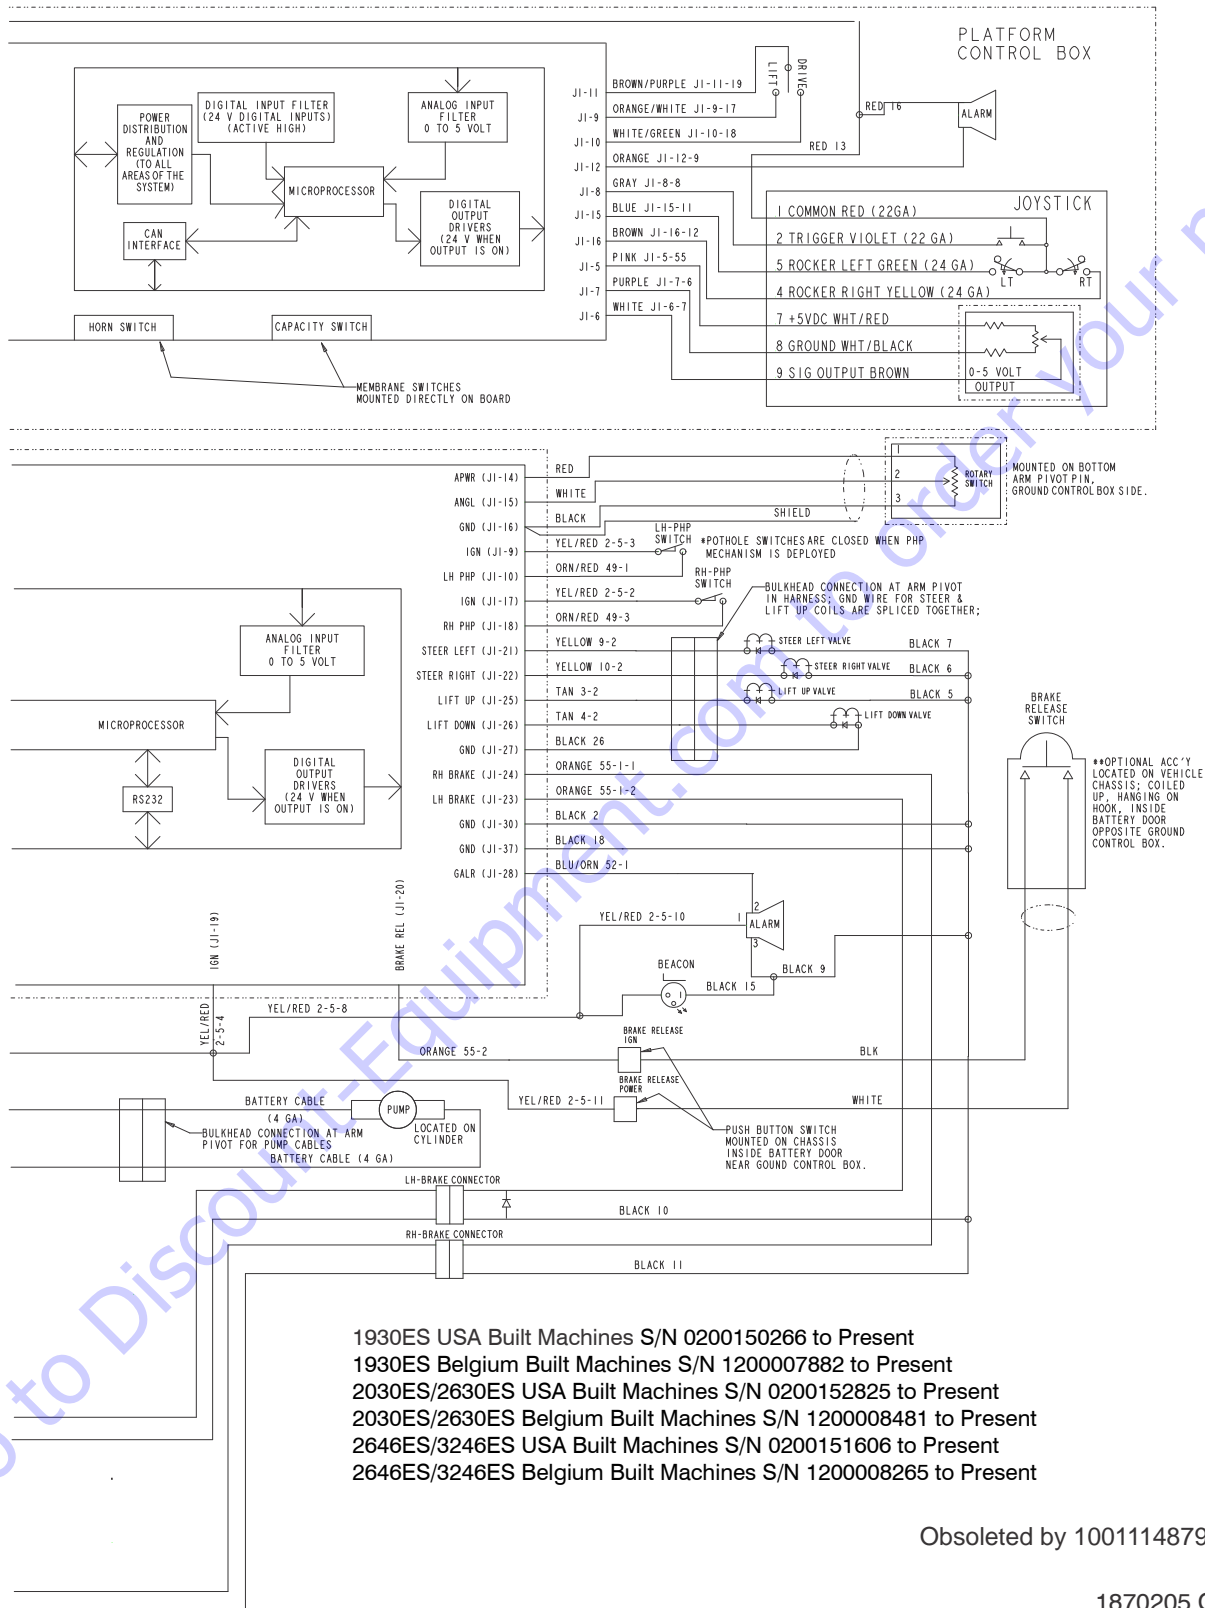 PLATFORM
CONTROL BOX
POWER
DISTRIBUTION
AND
REGULATION
(TO ALL
AREAS OF THE
SYSTEM)
DIGITAL INPUT FILTER
(24 V DIGITAL INPUTS)
(ACTIVE HIGH)
ANALOG INPUT
FILTER
0 TO 5 VOLT
MICROPROCESSOR
CAN
INTERFACE
DIGITAL
OUTPUT
DRIVERS
(24 V WHEN
OUTPUT IS ON)
HORN SWITCH
CAPACITY SWITCH
MEMBRANE SWITCHES
MOUNTED DIRECTLY ON BOARD
J1-11 BROWN/PURPLE J1-11-19
J1-9 ORANGE/WHITE J1-9-17
J1-10 WHITE/GREEN J1-10-18
J1-12 ORANGE J1-12-9
J1-8 GRAY J1-8-8
J1-15 BLUE J1-15-11
J1-16 BROWN J1-16-12
J1-5 PINK J1-5-55
J1-7 PURPLE J1-7-6
J1-6 WHITE J1-6-7
LIFT
DRIVE
RED 16
ALARM
RED 13
JOYSTICK
1 COMMON RED (22GA)
2 TRIGGER VIOLET (22 GA)
5 ROCKER LEFT GREEN (24 GA)
LT
RT
4 ROCKER RIGHT YELLOW (24 GA)
7 +5VDC WHT/RED
8 GROUND WHT/BLACK
9 SIG OUTPUT BROWN
0-5 VOLT
OUTPUT
APWR (J1-14) RED
ANGL (J1-15) WHITE
GND (J1-16) BLACK
SHIELD
1
2
3
ROTARY
SWITCH
MOUNTED ON BOTTOM
ARM PIVOT PIN,
GROUND CONTROL BOX SIDE.
IGN (J1-9) YEL/RED 2-5-3
LH-PHP
SWITCH
*POTHOLE SWITCHES ARE CLOSED WHEN PHP
MECHANISM IS DEPLOYED
LH PHP (J1-10) ORN/RED 49-1
RH-PHP
SWITCH
IGN (J1-17) YEL/RED 2-5-2
RH PHP (J1-18) ORN/RED 49-3
BULKHEAD CONNECTION AT ARM PIVOT
IN HARNESS; GND WIRE FOR STEER &
LIFT UP COILS ARE SPLICED TOGETHER;
STEER LEFT (J1-21) YELLOW 9-2
STEER LEFT VALVE
BLACK 7
STEER RIGHT (J1-22) YELLOW 10-2
STEER RIGHT VALVE
BLACK 6
LIFT UP (J1-25) TAN 3-2
LIFT UP VALVE
BLACK 5
LIFT DOWN (J1-26) TAN 4-2
LIFT DOWN VALVE
GND (J1-27) BLACK 26
RH BRAKE (J1-24) ORANGE 55-1-1
LH BRAKE (J1-23) ORANGE 55-1-2
GND (J1-30) BLACK 2
GND (J1-37) BLACK 18
GALR (J1-28) BLU/ORN 52-1
ANALOG INPUT
FILTER
0 TO 5 VOLT
MICROPROCESSOR
RS232
DIGITAL
OUTPUT
DRIVERS
(24 V WHEN
OUTPUT IS ON)
BRAKE
RELEASE
SWITCH
**OPTIONAL ACC'Y
LOCATED ON VEHICLE
CHASSIS; COILED
UP, HANGING ON
HOOK, INSIDE
BATTERY DOOR
OPPOSITE GROUND
CONTROL BOX.
IGN (J1-19)
BRAKE REL (J1-20)
YEL/RED 2-5-10
1
2
ALARM
3
BLACK 9
BEACON
BLACK 15
YEL/RED
2-5-4
YEL/RED 2-5-8
ORANGE 55-2
BRAKE RELEASE
IGN
BLK
BRAKE RELEASE
POWER
YEL/RED 2-5-11
WHITE
BATTERY CABLE
(4 GA)
PUMP
LOCATED ON
CYLINDER
BULKHEAD CONNECTION AT ARM
PIVOT FOR PUMP CABLES
BATTERY CABLE (4 GA)
PUSH BUTTON SWITCH
MOUNTED ON CHASSIS
INSIDE BATTERY DOOR
NEAR GOUND CONTROL BOX.
LH-BRAKE CONNECTOR
BLACK 10
RH-BRAKE CONNECTOR
BLACK 11
1930ES USA Built Machines S/N 0200150266 to Present
1930ES Belgium Built Machines S/N 1200007882 to Present
2030ES/2630ES USA Built Machines S/N 0200152825 to Present
2030ES/2630ES Belgium Built Machines S/N 1200008481 to Present
2646ES/3246ES USA Built Machines S/N 0200151606 to Present
2646ES/3246ES Belgium Built Machines S/N 1200008265 to Present
Obsoleted by 1001114879
1870205
to Discount-Equipment.com to order your